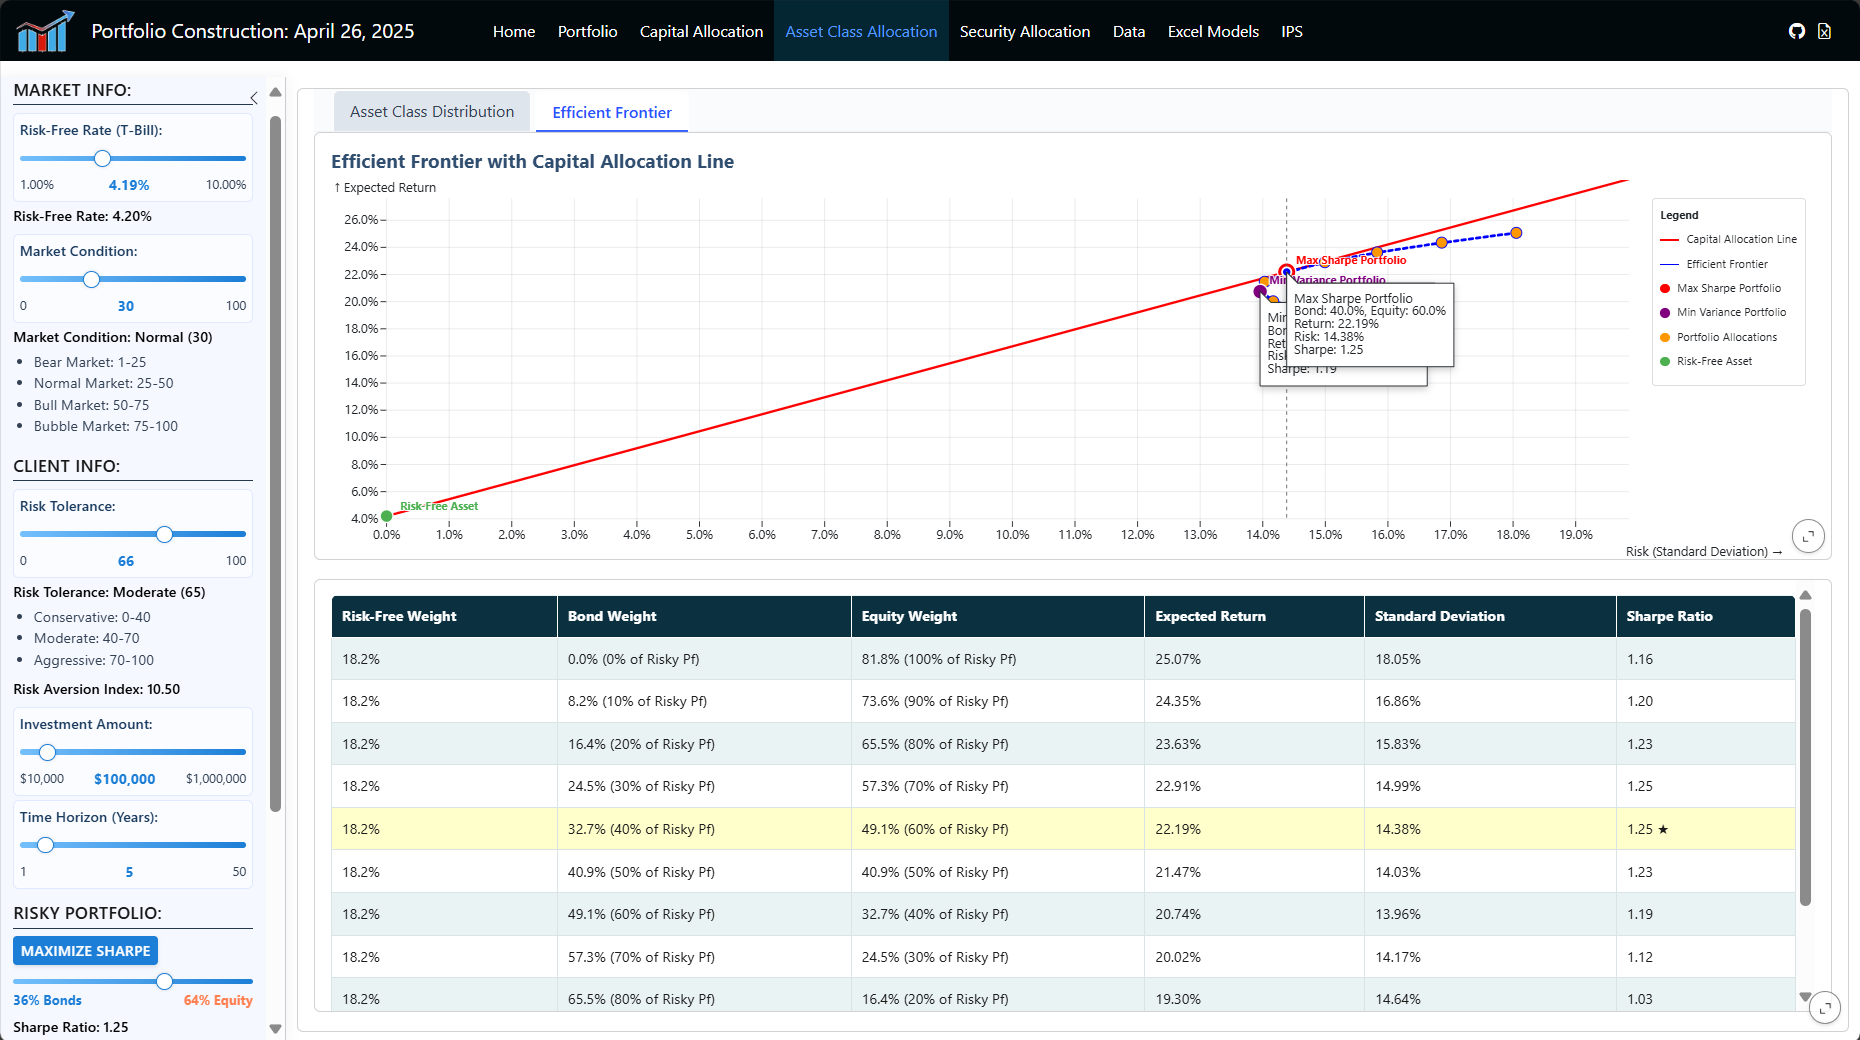 Portfolio Construction: April 26, 2025
Home Portfolio Capital Allocation Asset Class Allocation Security Allocation Data Excel Models IPS
MARKET INFO:
Risk-Free Rate (T-Bill):
1.00% 4.19% 10.00%
Risk-Free Rate: 4.20%
Market Condition:
0 30 100
Market Condition: Normal (30)
Bear Market: 1-25
Normal Market: 25-50
Bull Market: 50-75
Bubble Market: 75-100
CLIENT INFO:
Risk Tolerance:
0 66 100
Risk Tolerance: Moderate (65)
Conservative: 0-40
Moderate: 40-70
Aggressive: 70-100
Risk Aversion Index: 10.50
Investment Amount:
$10,000 $100,000 $1,000,000
Time Horizon (Years):
1 5 50
RISKY PORTFOLIO:
MAXIMIZE SHARPE
36% Bonds 64% Equity
Sharpe Ratio: 1.25
Asset Class Distribution Efficient Frontier
Efficient Frontier with Capital Allocation Line
↑ Expected Return
26.0%
24.0%
22.0%
20.0%
18.0%
16.0%
14.0%
12.0%
10.0%
8.0%
6.0%
4.0%
0.0% 1.0% 2.0% 3.0% 4.0% 5.0% 6.0% 7.0% 8.0% 9.0% 10.0% 11.0% 12.0% 13.0% 14.0% 15.0% 16.0% 17.0% 18.0% 19.0%
Risk (Standard Deviation) →
Risk-Free Asset
Max Sharpe Portfolio
Min Variance Portfolio
Max Sharpe Portfolio
Bond: 40.0%, Equity: 60.0%
Return: 22.19%
Risk: 14.38%
Sharpe: 1.25
Sharpe: 1.19
Legend
Capital Allocation Line
Efficient Frontier
Max Sharpe Portfolio
Min Variance Portfolio
Portfolio Allocations
Risk-Free Asset
Risk-Free Weight Bond Weight Equity Weight Expected Return Standard Deviation Sharpe Ratio
18.2% 0.0% (0% of Risky Pf) 81.8% (100% of Risky Pf) 25.07% 18.05% 1.16
18.2% 8.2% (10% of Risky Pf) 73.6% (90% of Risky Pf) 24.35% 16.86% 1.20
18.2% 16.4% (20% of Risky Pf) 65.5% (80% of Risky Pf) 23.63% 15.83% 1.23
18.2% 24.5% (30% of Risky Pf) 57.3% (70% of Risky Pf) 22.91% 14.99% 1.25
18.2% 32.7% (40% of Risky Pf) 49.1% (60% of Risky Pf) 22.19% 14.38% 1.25 ★
18.2% 40.9% (50% of Risky Pf) 40.9% (50% of Risky Pf) 21.47% 14.03% 1.23
18.2% 49.1% (60% of Risky Pf) 32.7% (40% of Risky Pf) 20.74% 13.96% 1.19
18.2% 57.3% (70% of Risky Pf) 24.5% (30% of Risky Pf) 20.02% 14.17% 1.12
18.2% 65.5% (80% of Risky Pf) 16.4% (20% of Risky Pf) 19.30% 14.64% 1.03